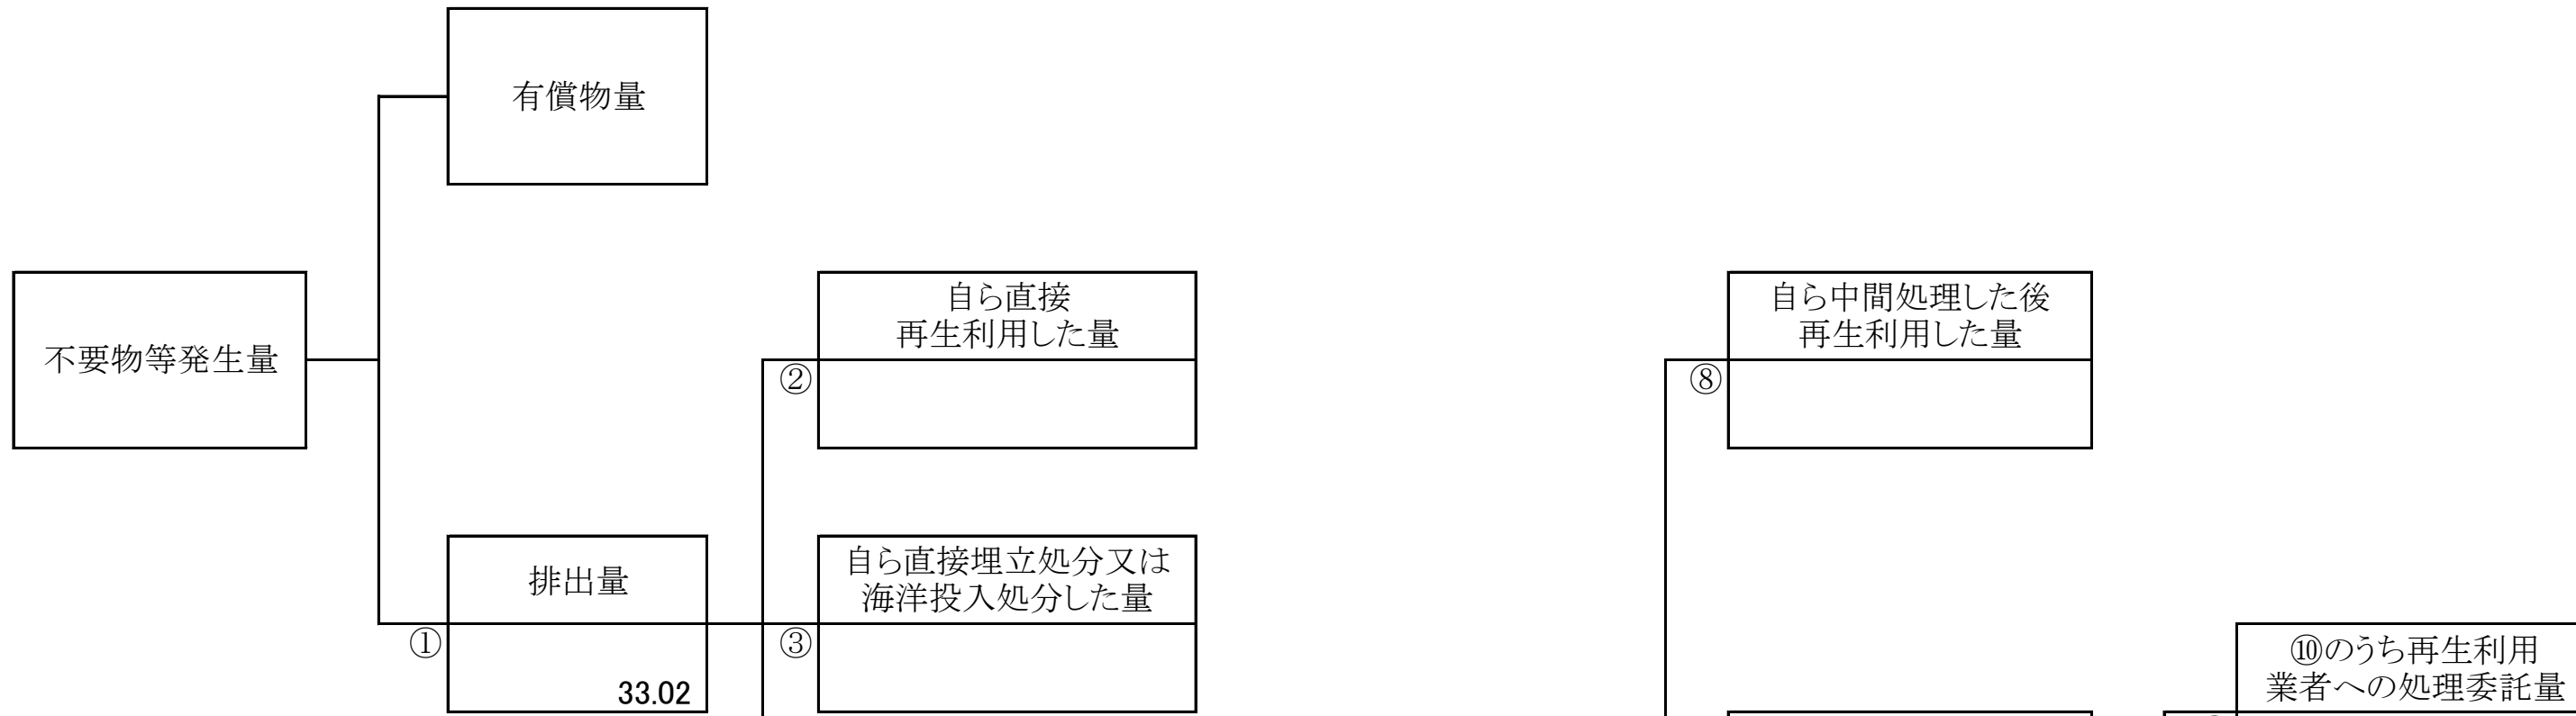 有償物量
不要物等発生量
自ら直接
再生利用した量
②
自ら中間処理した後
再生利用した量
⑧
排出量
①
33.02
自ら直接埋立処分又は
海洋投入処分した量
③
⑩のうち再生利用
業者への処理委託量